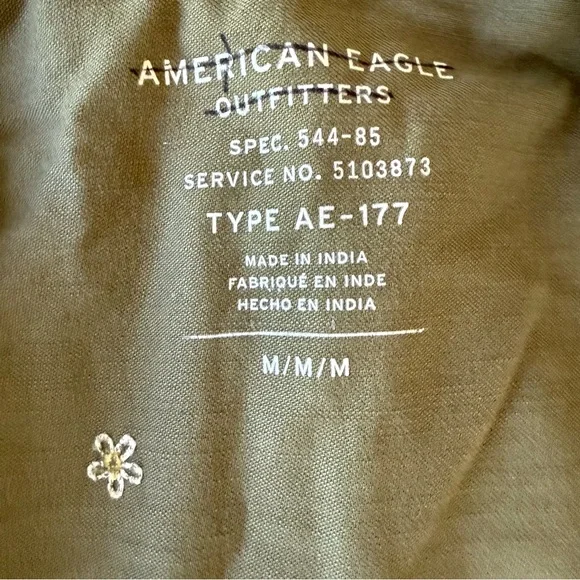 AMERICAN EAGLE
OUTFITTERS
SPEC. 544-85
SERVICE NO. 5103873
TYPE AE-177
MADE IN INDIA
FABRIQUÉ EN INDE
HECHO EN INDIA
M/M/M